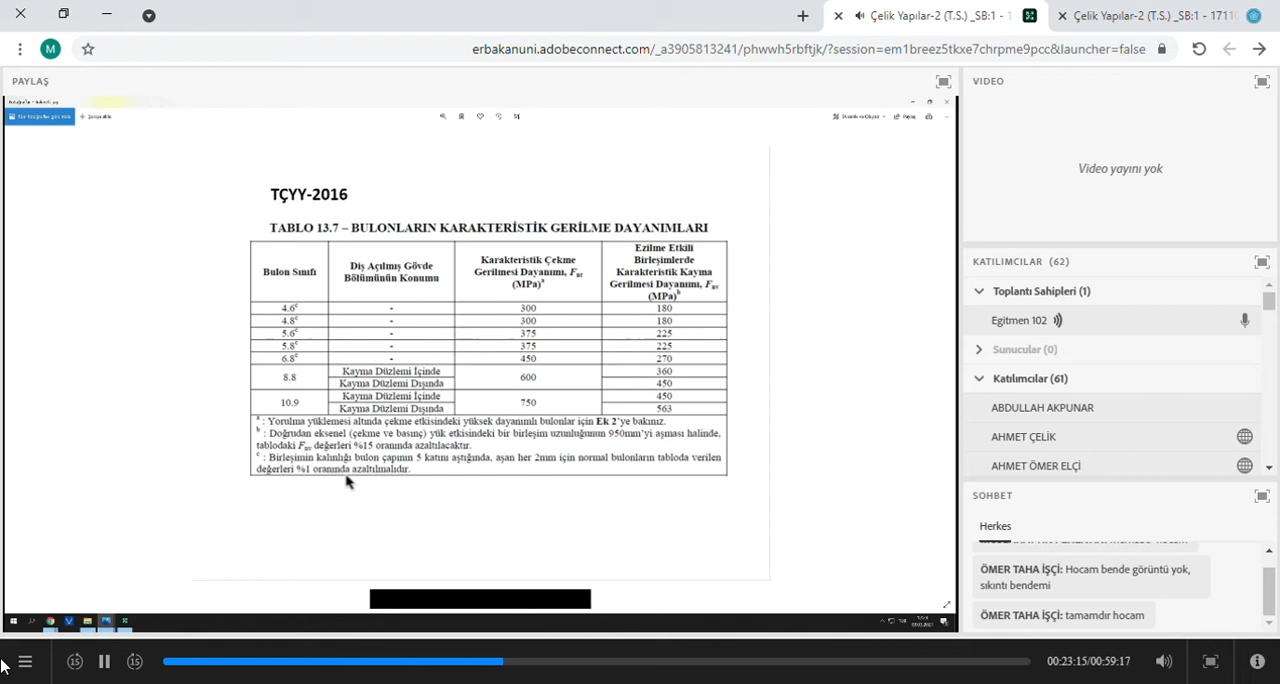 Çelik Yapılar-2 (T.S.) _SB:1 - 1
Çelik Yapılar-2 (T.S.) _SB:1 - 17110
M
erbakanuni.adobeconnect.com/_a3905813241/phwwh5rbftjk/?session=em1breez5tkxe7chrpme9pcc&launcher=false
PAYLAŞ
TÇYY-2016
TABLO 13.7 – BULONLARIN KARAKTERİSTİK GERİLME DAYANIMLARI
Bulon Sınıfı
Diş Açılmış Gövde
Bölümünün Konumu
Karakteristik Çekme
Gerilmesi Dayanımı, Fnt
(MPa)a
Ezilme Etkili
Birleşimlerde
Karakteristik Kayma
Gerilmesi Dayanımı, Fnv
(MPa)b
4.6c - 300 180
4.8c - 300 180
5.6c - 375 225
5.8c - 375 225
6.8c - 450 270
8.8 Kayma Düzlemi İçinde 600 360
Kayma Düzlemi Dışında 450
10.9 Kayma Düzlemi İçinde 750 450
Kayma Düzlemi Dışında 563
a : Yorulma yüklemesi altında çekme etkisindeki yüksek dayanımlı bulonlar için Ek 2'ye bakınız.
b : Doğrudan eksenel (çekme ve basınç) yük etkisindeki bir birleşim uzunluğunun 950mm'yi aşması halinde,
tablodaki Fnv değerleri %15 oranında azaltılacaktır.
c : Birleşimin kalınlığı bulon çapının 5 katını aştığında, aşan her 2mm için normal bulonların tabloda verilen
değerleri %1 oranında azaltılmalıdır.
VIDEO
Video yayını yok
KATILIMCILAR (62)
Toplantı Sahipleri (1)
Egitmen 102
Sunucular (0)
Katılımcılar (61)
ABDULLAH AKPUNAR
AHMET ÇELİK
AHMET ÖMER ELÇİ
SOHBET
Herkes
ÖMER TAHA İŞÇİ: Hocam bende görüntü yok,
sıkıntı bendemi
ÖMER TAHA İŞÇİ: tamamdır hocam
15
15
00:23:15/00:59:17